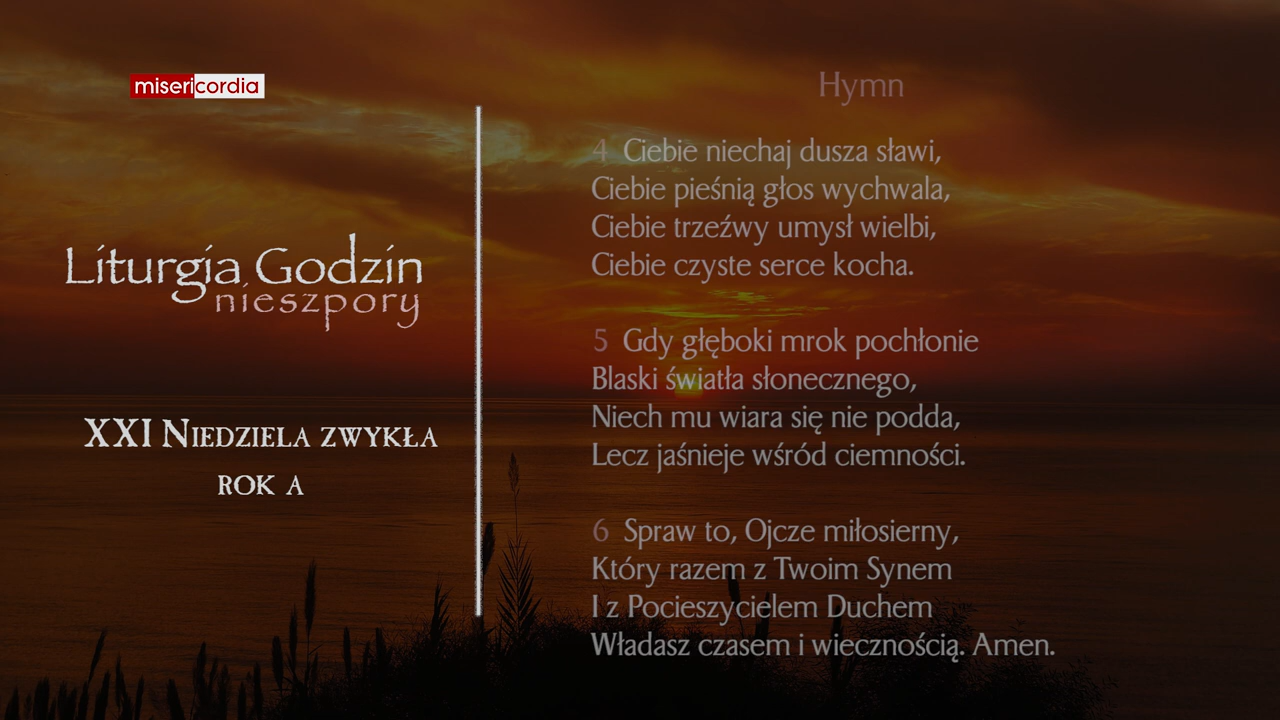 misericordia
Liturgia Godzin
nieszpory
XXI Niedziela zwykła
rok A
Hymn
4 Ciebie niechaj dusza sławi,
Ciebie pieśnią głos wychwala,
Ciebie trzeźwy umysł wielbi,
Ciebie czyste serce kocha.
5 Gdy głęboki mrok pochłonie
Blaski światła słonecznego,
Niech mu wiara się nie podda,
Lecz jaśnieje wśród ciemności.
6 Spraw to, Ojcze miłosierny,
Który razem z Twoim Synem
I z Pocieszycielem Duchem
Władasz czasem i wiecznością. Amen.